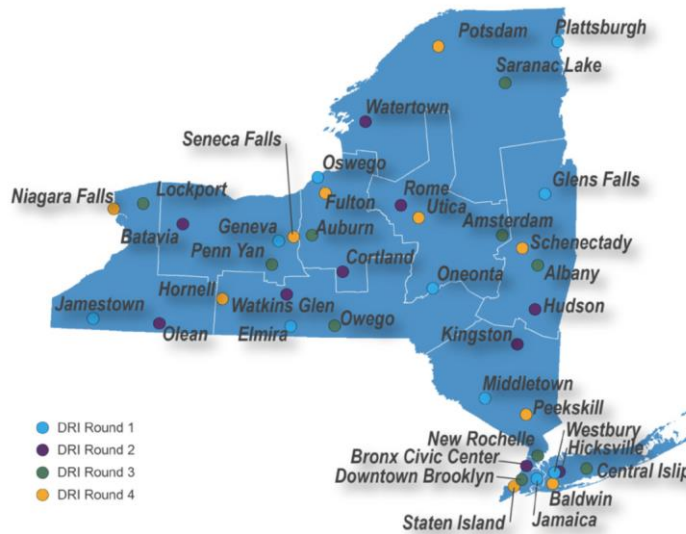 Potsdam
Plattsburgh
Saranac Lake
Watertown
Seneca Falls
Oswego
Glens Falls
Niagara Falls
Lockport
Fulton
Rome
Utica
Batavia
Geneva
Auburn
Amsterdam
Schenectady
Penn Yan
Cortland
Albany
Oneonta
Hornell
Jamestown
Watkins Glen
Hudson
Olean
Elmira
Owego
Kingston
Middletown
Peekskill
DRI Round 1
DRI Round 2
DRI Round 3
DRI Round 4
New Rochelle
Westbury
Bronx Civic Center
Hicksville
Downtown Brooklyn
Central Islip
Baldwin
Staten Island
Jamaica